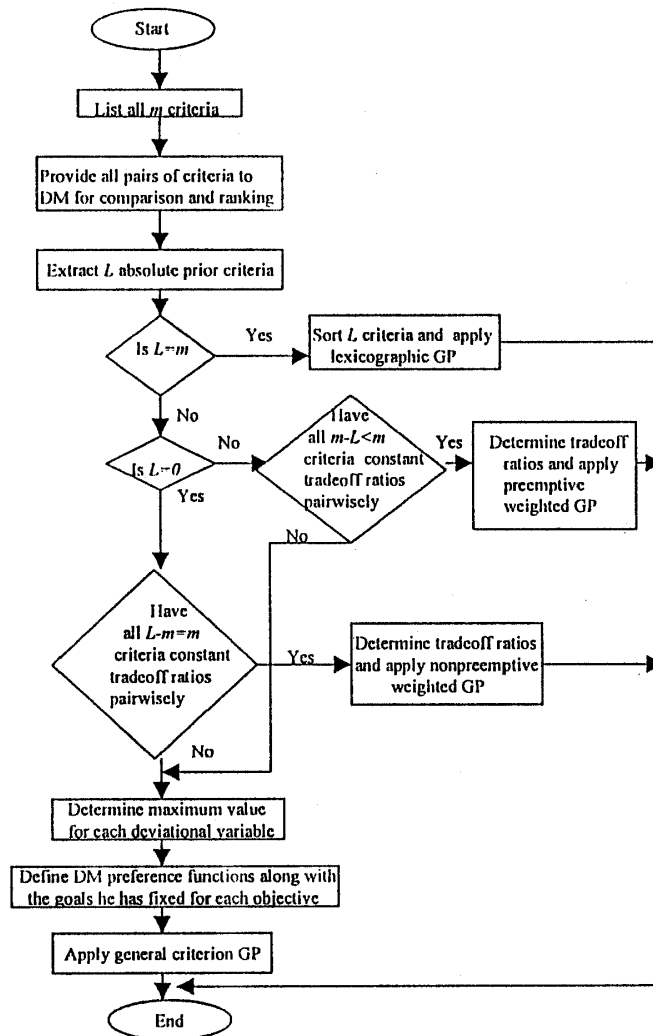 Start
List all m criteria
Provide all pairs of criteria to
DM for comparison and ranking
Extract L absolute prior criteria
Is L=m
Yes
Sort L criteria and apply
lexicographic GP
No
Is L=0
No
Have
all m-L<m
criteria constant
tradeoff ratios
pairwisely
Yes
Determine tradeoff
ratios and apply
preemptive
weighted GP
Yes
No
Have
all L-m=m
criteria constant
tradeoff ratios
pairwisely
Yes
Determine tradeoff ratios
and apply nonpreemptive
weighted GP
No
Determine maximum value
for each deviational variable
Define DM preference functions along with
the goals he has fixed for each objective
Apply general criterion GP
End